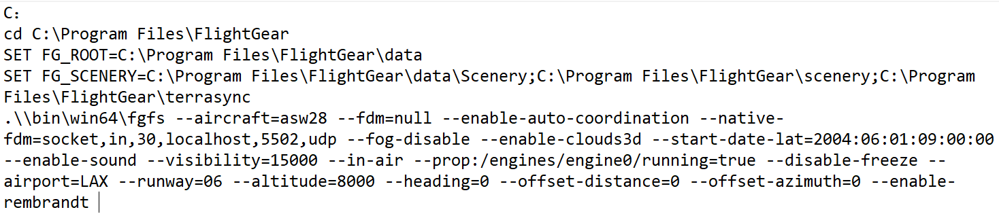 C:
cd C:\Program Files\FlightGear
SET FG_ROOT=C:\Program Files\FlightGear\data
SET FG_SCENERY=C:\Program Files\FlightGear\data\Scenery;C:\Program Files\FlightGear\scenery;C:\Program
Files\FlightGear\terrasync
.\\bin\win64\fgfs --aircraft=asw28 --fdm=null --enable-auto-coordination --native-
fdm=socket,in,30,localhost,5502,udp --fog-disable --enable-clouds3d --start-date-lat=2004:06:01:09:00:00
--enable-sound --visibility=15000 --in-air --prop:/engines/engine0/running=true --disable-freeze --
airport=LAX --runway=06 --altitude=8000 --heading=0 --offset-distance=0 --offset-azimuth=0 --enable-
rembrandt